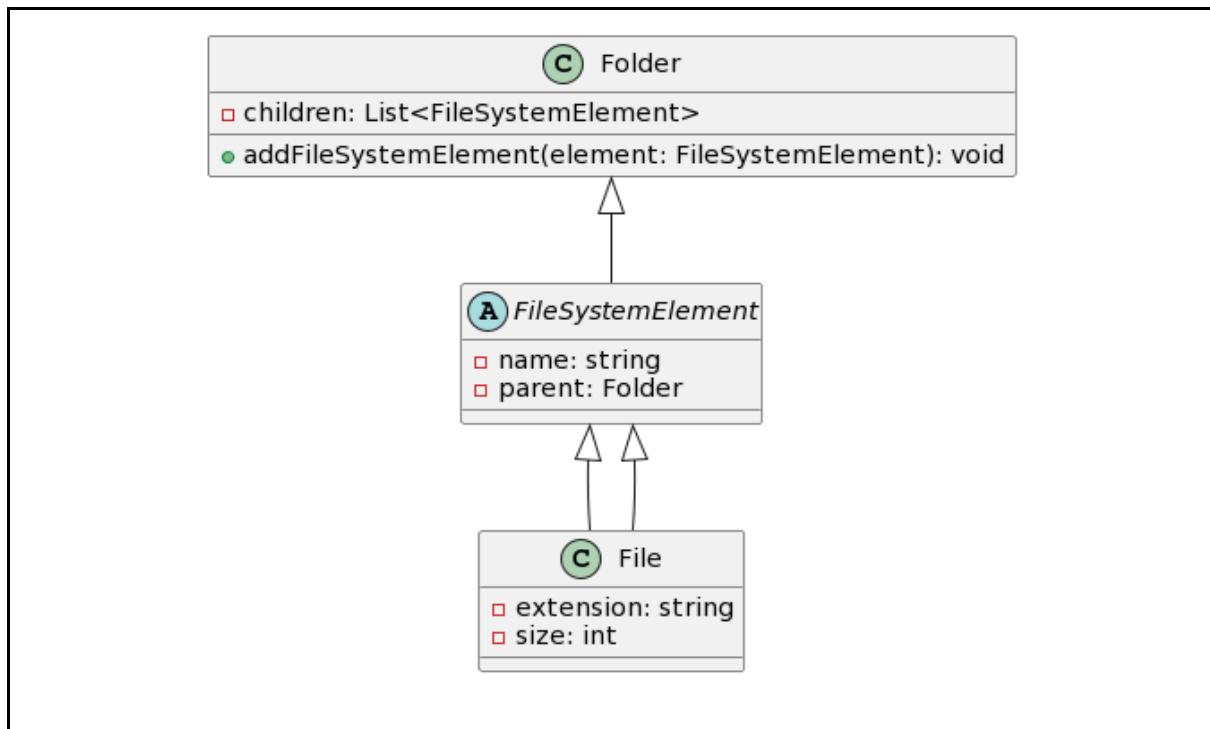 C Folder
children: List<FileSystemElement>
addFileSystemElement(element: FileSystemElement): void
A FileSystemElement
name: string
parent: Folder
C File
extension: string
size: int